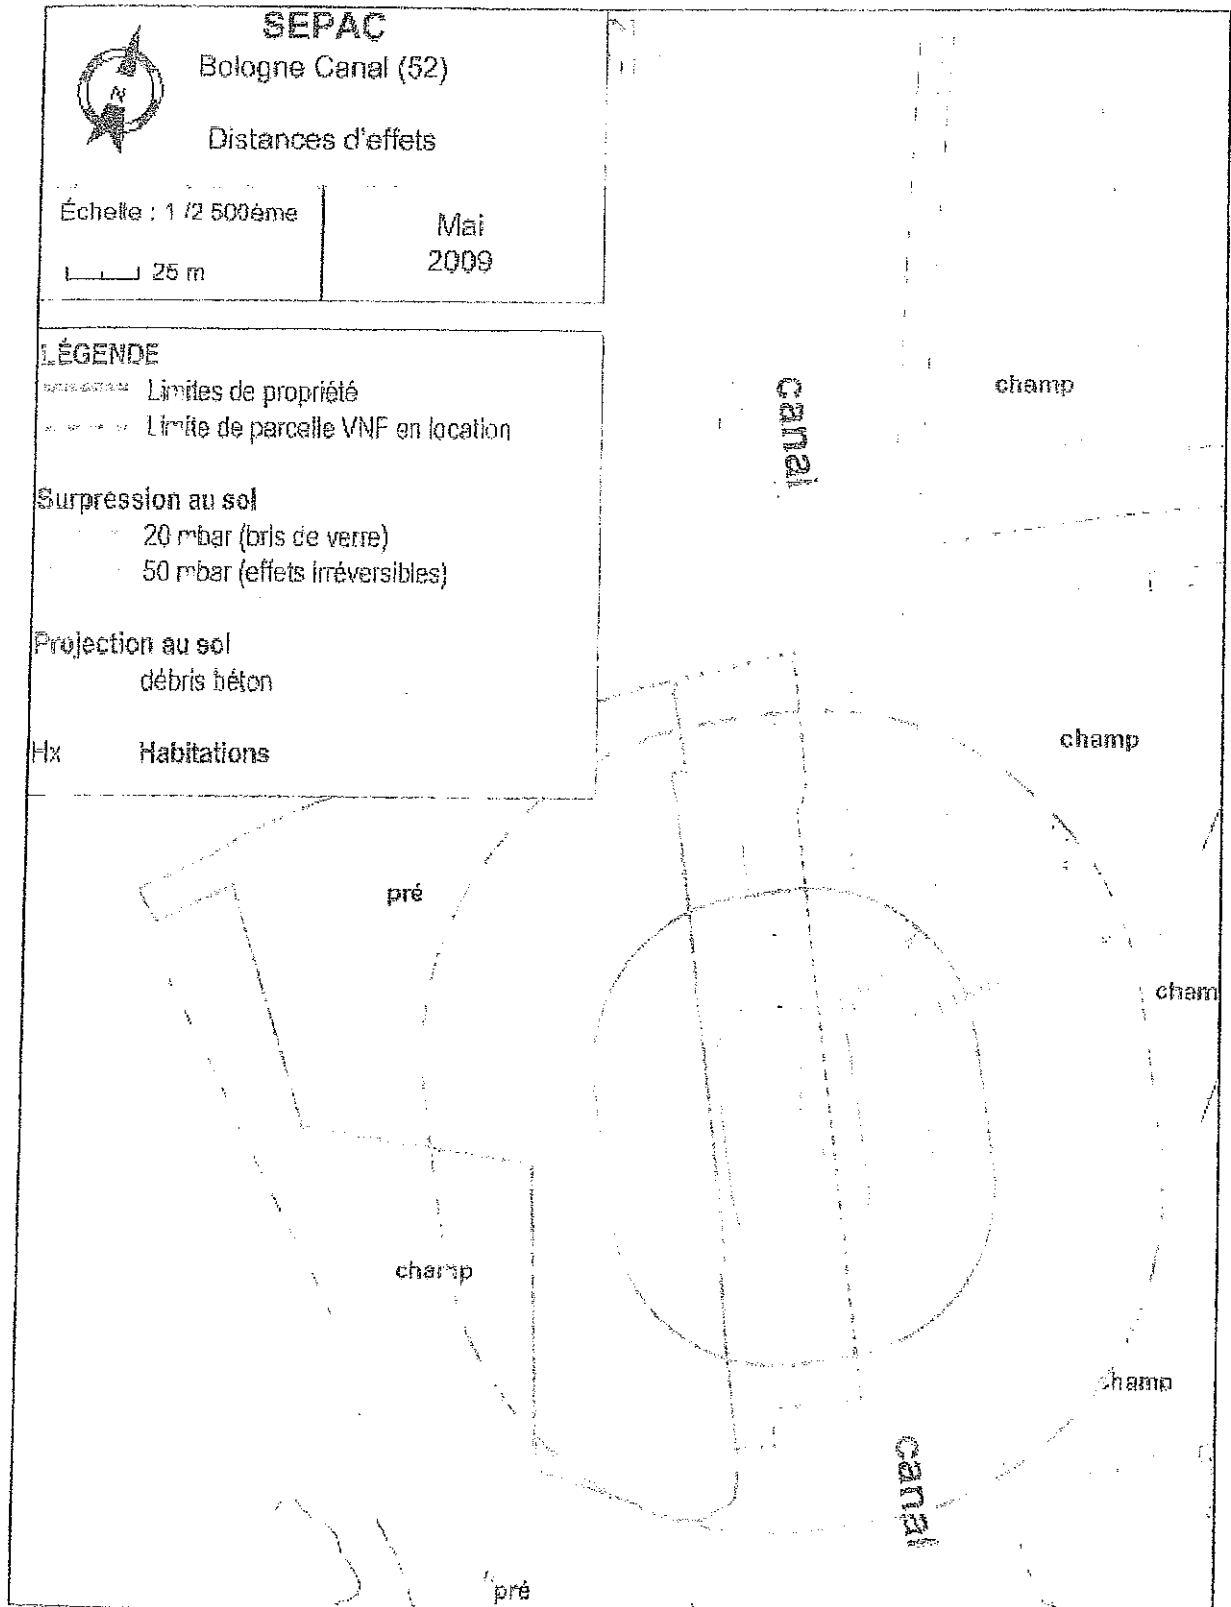 SEPAC
Bologne Canal (52)
N
Distances d'effets
Échelle : 1 /2 500ème
25 m
Mai
2009
LÉGENDE
Limites de propriété
Limite de parcelle VNF en location
Surpression au sol
20 mbar (bris de verre)
50 mbar (effets irréversibles)
Projection au sol
débris béton
Hx Habitations
canal
champ
champ
pré
cham
champ
champ
canal
pré